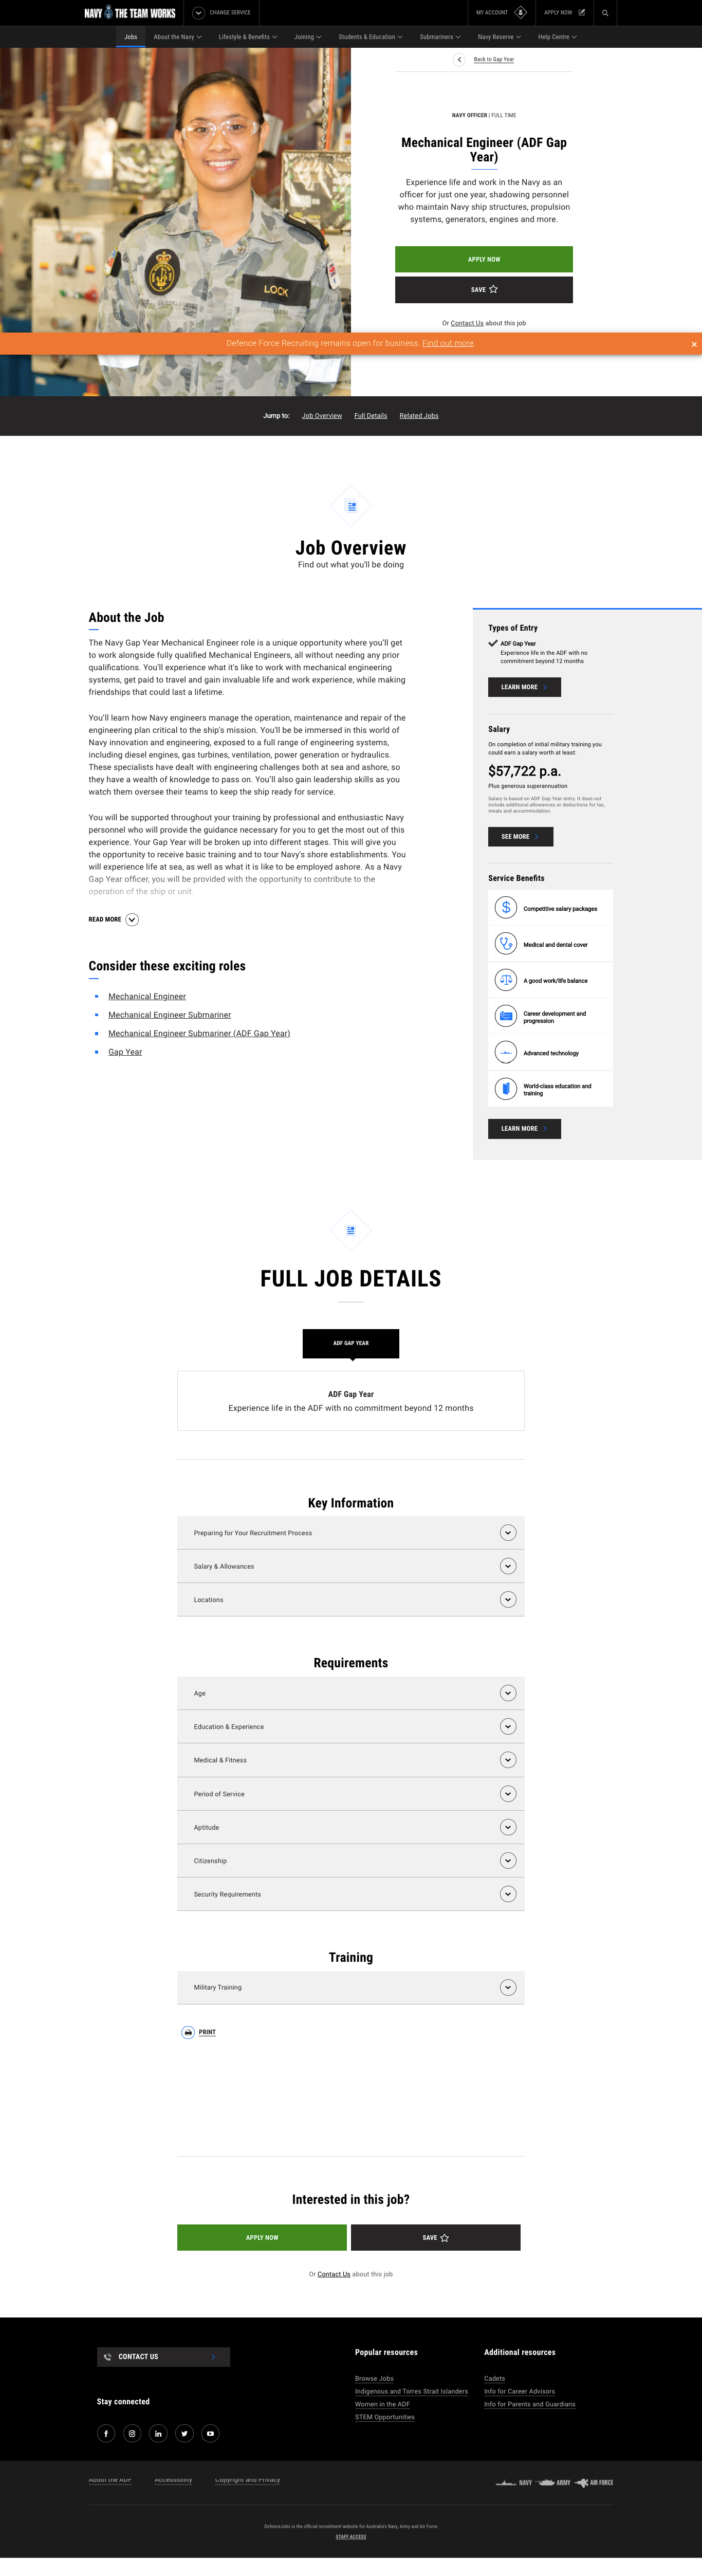 NAVY THE TEAM WORKS
CHANGE SERVICE
MY ACCOUNT
APPLY NOW
Jobs
About the Navy
Lifestyle & Benefits
Joining
Students & Education
Submariners
Navy Reserve
Help Centre
Back to Gap Year
NAVY OFFICER | FULL TIME
Mechanical Engineer (ADF Gap
Year)
Experience life and work in the Navy as an
officer for just one year, shadowing personnel
who maintain Navy ship structures, propulsion
systems, generators, engines and more.
APPLY NOW
SAVE
Or Contact Us about this job
LOCK
Defence Force Recruiting remains open for business. Find out more.
Jump to:
Job Overview
Full Details
Related Jobs
Job Overview
Find out what you'll be doing
About the Job
The Navy Gap Year Mechanical Engineer role is a unique opportunity where you'll get
to work alongside fully qualified Mechanical Engineers, all without needing any prior
qualifications. You'll experience what it's like to work with mechanical engineering
systems, get paid to travel and gain invaluable life and work experience, while making
friendships that could last a lifetime.
You'll learn how Navy engineers manage the operation, maintenance and repair of the
engineering plan critical to the ship's mission. You'll be be immersed in this world of
Navy innovation and engineering, exposed to a full range of engineering systems,
including diesel engines, gas turbines, ventilation, power generation or hydraulics.
These specialists have dealt with engineering challenges both at sea and ashore, so
they have a wealth of knowledge to pass on. You'll also gain leadership skills as you
watch them oversee their teams to keep the ship ready for service.
You will be supported throughout your training by professional and enthusiastic Navy
personnel who will provide the guidance necessary for you to get the most out of this
experience. Your Gap Year will be broken up into different stages. This will give you
the opportunity to receive basic training and to tour Navy's shore establishments. You
will experience life at sea, as well as what it is like to be employed ashore. As a Navy
Gap Year officer, you will be provided with the opportunity to contribute to the
operation of the ship or unit.
READ MORE
Consider these exciting roles
Mechanical Engineer
Mechanical Engineer Submariner
Mechanical Engineer Submariner (ADF Gap Year)
Gap Year
Types of Entry
ADF Gap Year
Experience life in the ADF with no
commitment beyond 12 months
LEARN MORE
Salary
On completion of initial military training you
could earn a salary worth at least:
$57,722 p.a.
Plus generous superannuation
Salary is based on ADF Gap Year entry. It does not
include additional allowances or deductions for tax,
meals and accommodation.
SEE MORE
Service Benefits
Competitive salary packages
Medical and dental cover
A good work/life balance
Career development and
progression
Advanced technology
World-class education and
training
LEARN MORE
FULL JOB DETAILS
ADF GAP YEAR
ADF Gap Year
Experience life in the ADF with no commitment beyond 12 months
Key Information
Preparing for Your Recruitment Process
Salary & Allowances
Locations
Requirements
Age
Education & Experience
Medical & Fitness
Period of Service
Aptitude
Citizenship
Security Requirements
Training
Military Training
PRINT
Interested in this job?
APPLY NOW
SAVE
Or Contact Us about this job
CONTACT US
Stay connected
Popular resources
Browse Jobs
Indigenous and Torres Strait Islanders
Women in the ADF
STEM Opportunities
Additional resources
Cadets
Info for Career Advisors
Info for Parents and Guardians
About the ADF
Accessibility
Copyright and Privacy
NAVY
ARMY
AIR FORCE
DefenceJobs is the official recruitment website for Australia's Navy, Army and Air Force
STAFF ACCESS